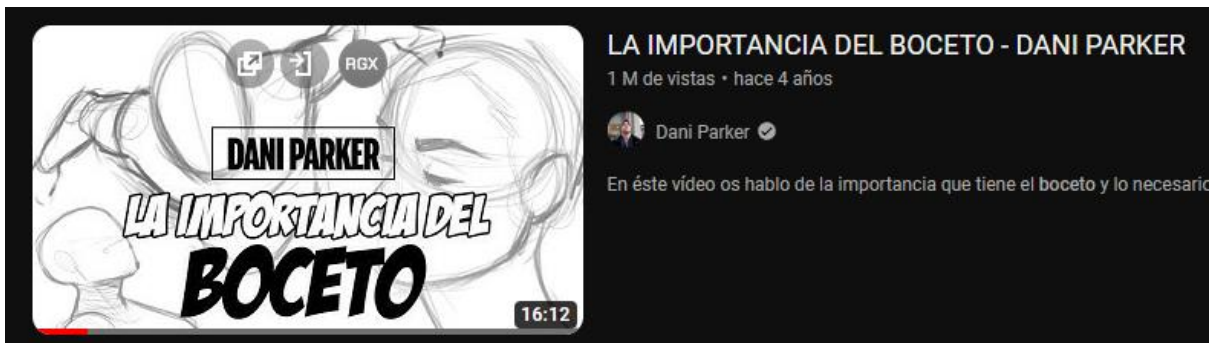 RGX
DANI PARKER
LA IMPORTANCIA DEL
BOCETO
16:12
LA IMPORTANCIA DEL BOCETO - DANI PARKER
1 M de vistas • hace 4 años
Dani Parker
En éste vídeo os hablo de la importancia que tiene el boceto y lo necesario